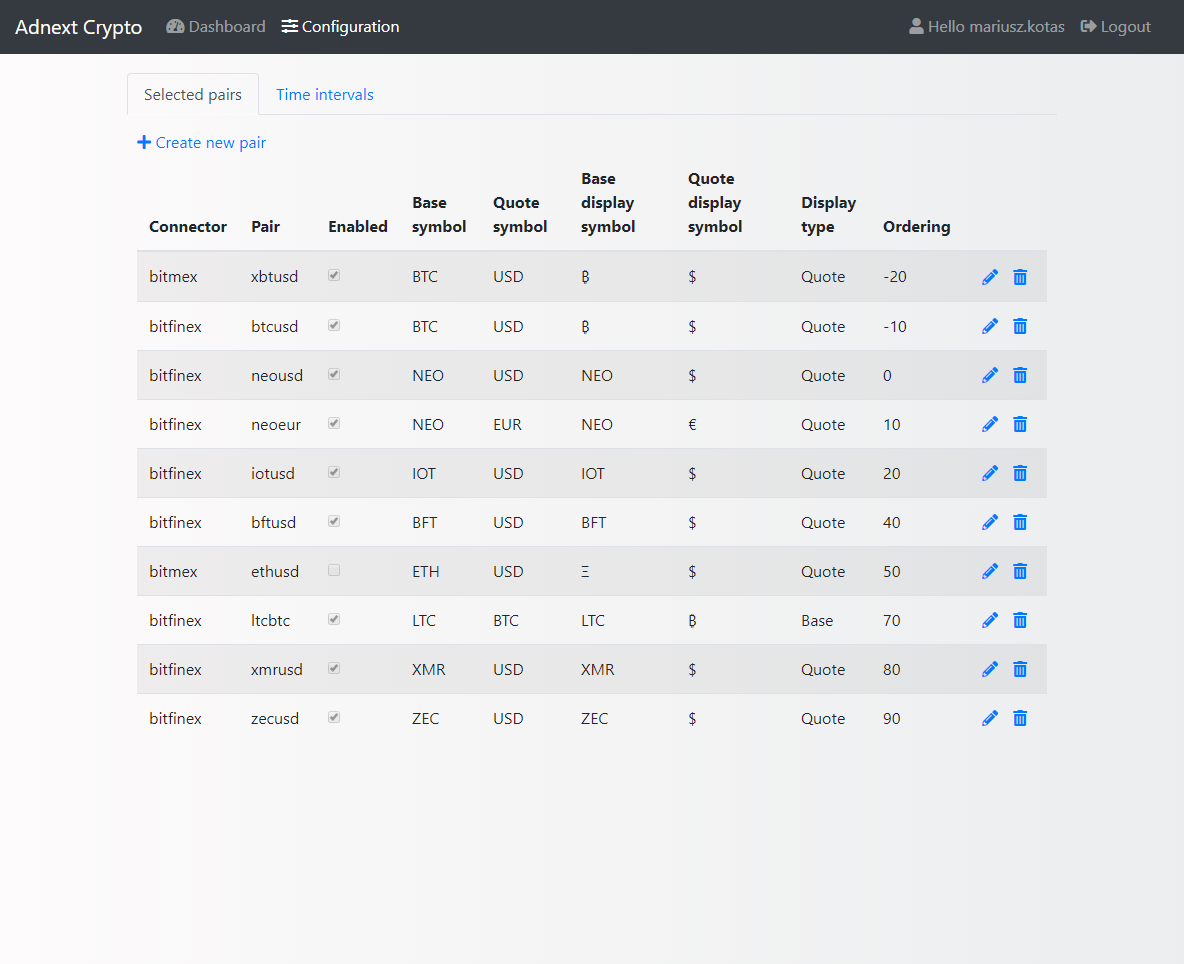 Adnext Crypto Dashboard Configuration Hello mariusz.kotas Logout
Selected pairs Time intervals
Create new pair
Connector Pair Enabled Base symbol Quote symbol Base display symbol Quote display symbol Display type Ordering
bitmex xbtusd BTC USD ₿ $ Quote -20
bitfinex btcusd BTC USD ₿ $ Quote -10
bitfinex neousd NEO USD NEO $ Quote 0
bitfinex neoeur NEO EUR NEO € Quote 10
bitfinex iotusd IOT USD IOT $ Quote 20
bitfinex bftusd BFT USD BFT $ Quote 40
bitmex ethusd ETH USD Ξ $ Quote 50
bitfinex ltcbtc LTC BTC LTC ₿ Base 70
bitfinex xmrusd XMR USD XMR $ Quote 80
bitfinex zecusd ZEC USD ZEC $ Quote 90